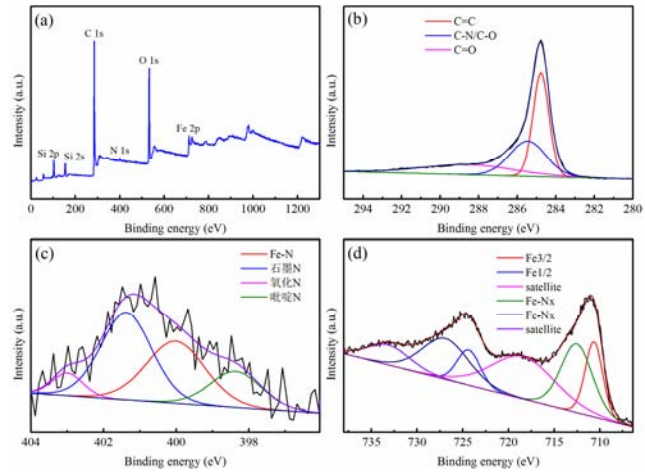 (a)
C 1s
O 1s
Fe 2p
N 1s
Si 2p
Si 2s
Intensity (a.u.)
0 200 400 600 800 1000 1200
Binding energy (eV)
(b)
C=C
C-N/C-O
C=O
Intensity (a.u.)
294 292 290 288 286 284 282 280
Binding energy (eV)
(c)
Fe-N
石墨N
氧化N
吡啶N
Intensity (a.u.)
404 402 400 398
Binding energy (eV)
(d)
Fe3/2
Fe1/2
satellite
Fe-Nx
Fe-Nx
satellite
Intensity (a.u.)
735 730 725 720 715 710
Binding energy (eV)